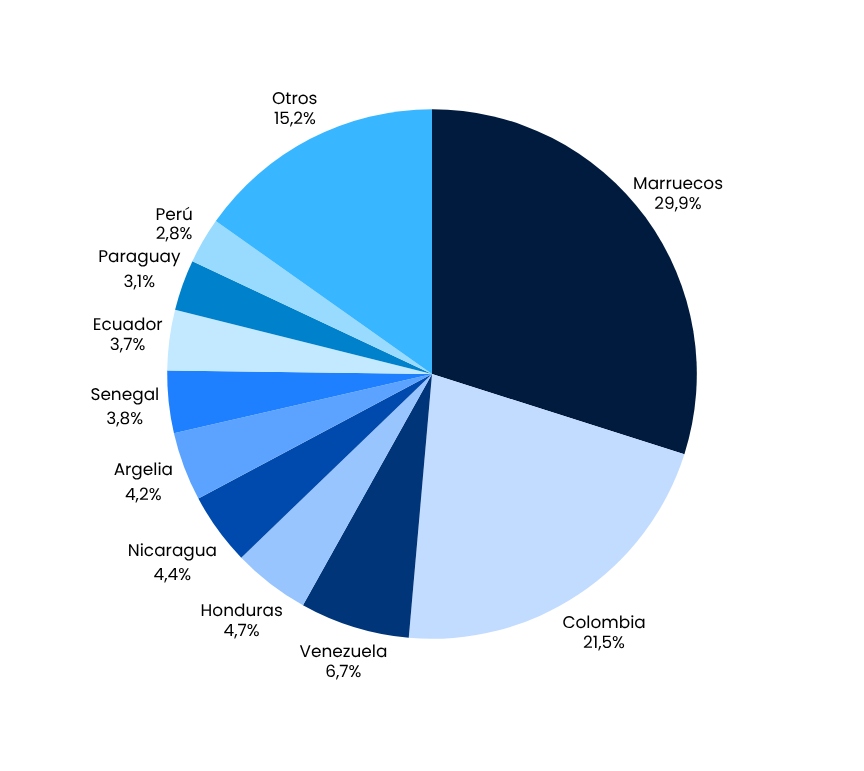 Otros
15,2%
Marruecos
29,9%
Perú
2,8%
Paraguay
3,1%
Ecuador
3,7%
Senegal
3,8%
Argelia
4,2%
Nicaragua
4,4%
Honduras
4,7%
Venezuela
6,7%
Colombia
21,5%